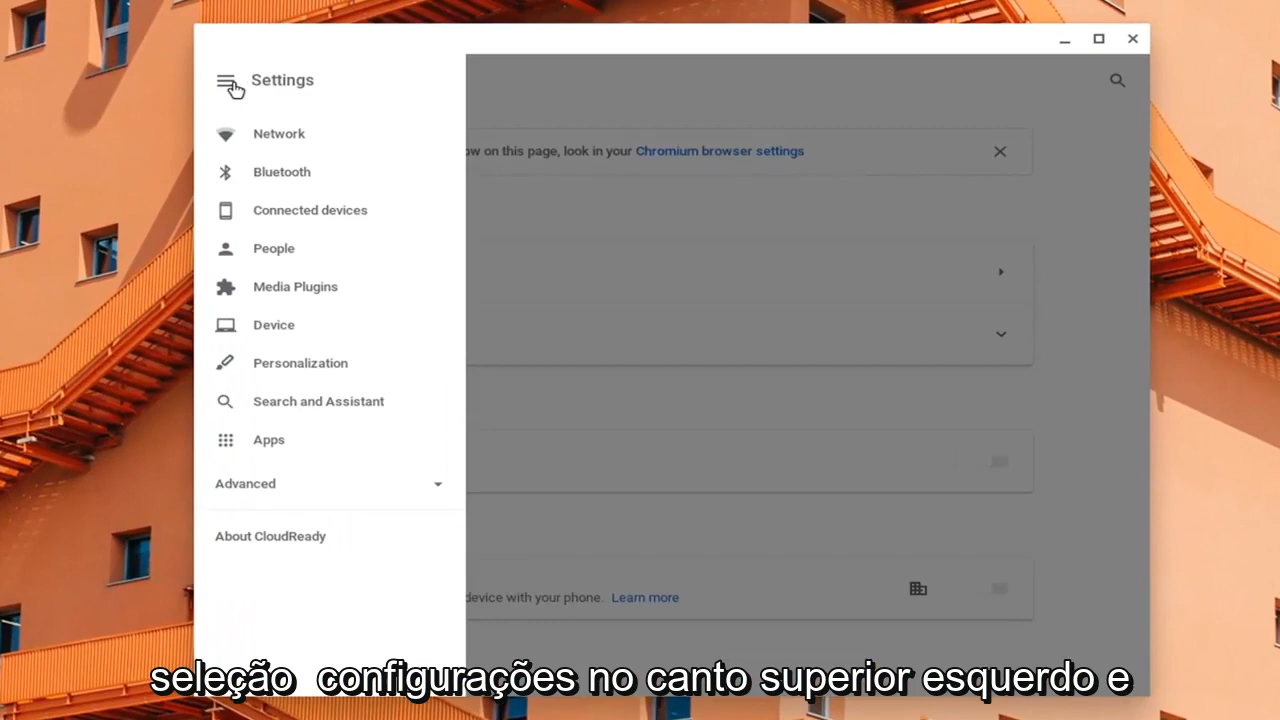 Settings
Network
ow on this page, look in your Chromium browser settings
Bluetooth
Connected devices
People
Media Plugins
Device
Personalization
Search and Assistant
Apps
Advanced
About CloudReady
device with your phone. Learn more
seleção configurações no canto superior esquerdo e